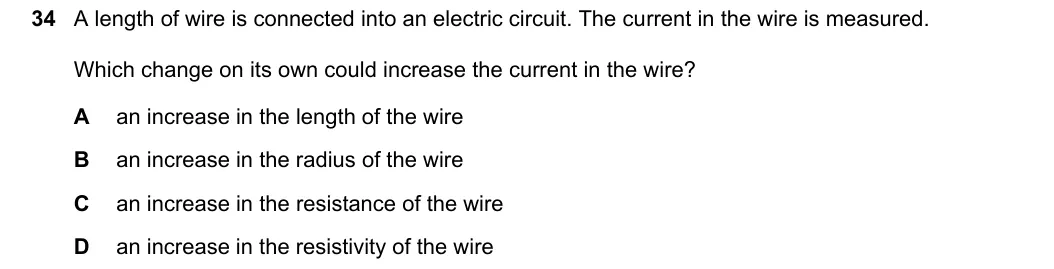 34 A length of wire is connected into an electric circuit. The current in the wire is measured.
Which change on its own could increase the current in the wire?
A an increase in the length of the wire
B an increase in the radius of the wire
C an increase in the resistance of the wire
D an increase in the resistivity of the wire